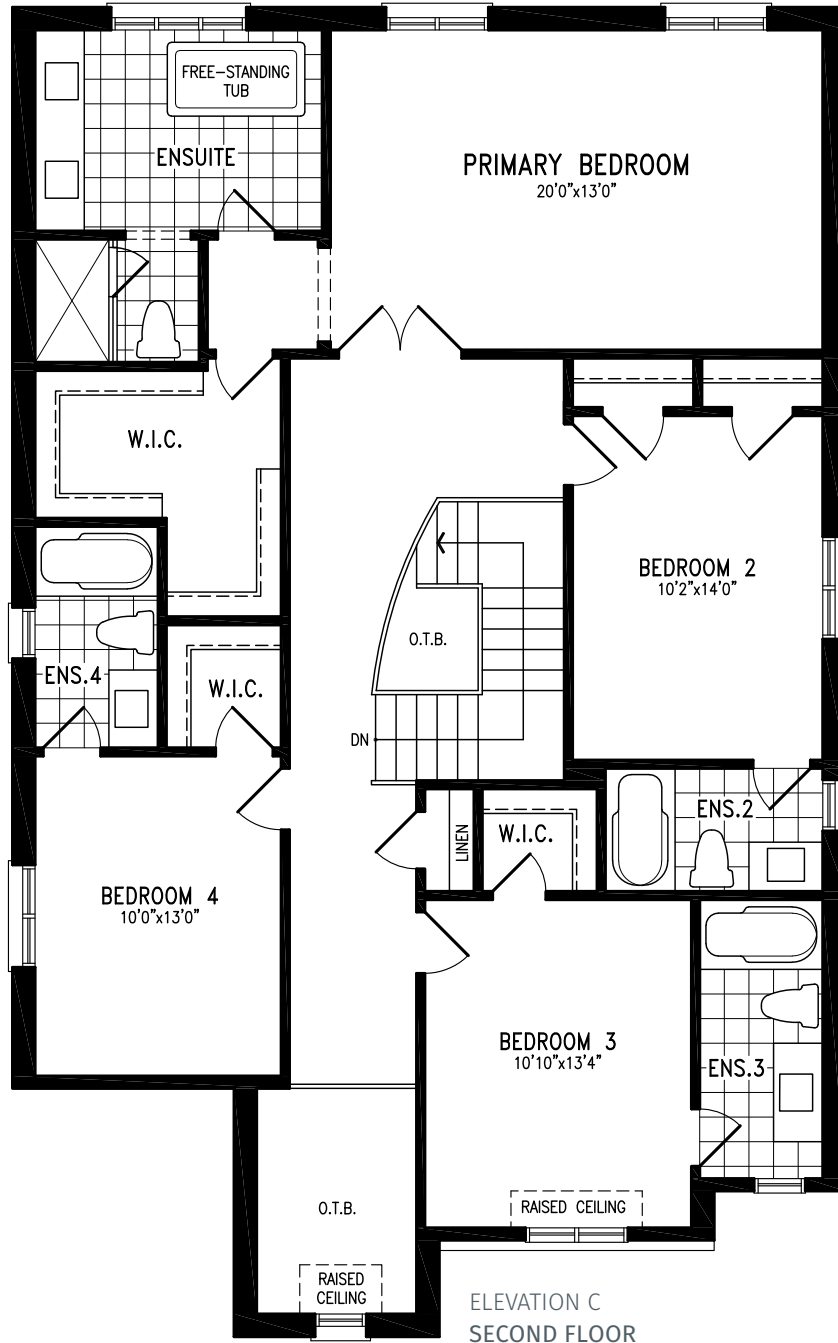 FREE-STANDING
TUB
ENSUITE
PRIMARY BEDROOM
20'0"x13'0"
W.I.C.
BEDROOM 2
10'2"x14'0"
O.T.B.
ENS.4
W.I.C.
DN
ENS.2
LINEN
W.I.C.
BEDROOM 4
10'0"x13'0"
BEDROOM 3
10'10"x13'4"
ENS.3
O.T.B.
RAISED CEILING
RAISED
CEILING
ELEVATION C
SECOND FLOOR